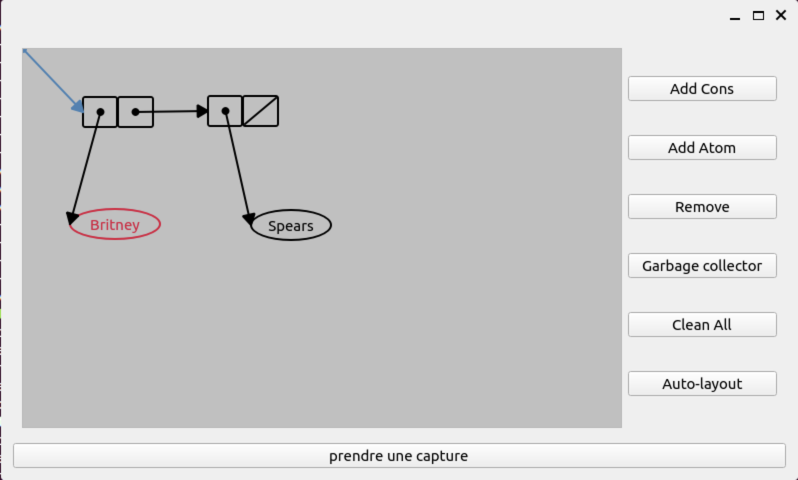 Add Cons
Britney
Spears
Add Atom
Remove
Garbage collector
Clean All
Auto-layout
prendre une capture